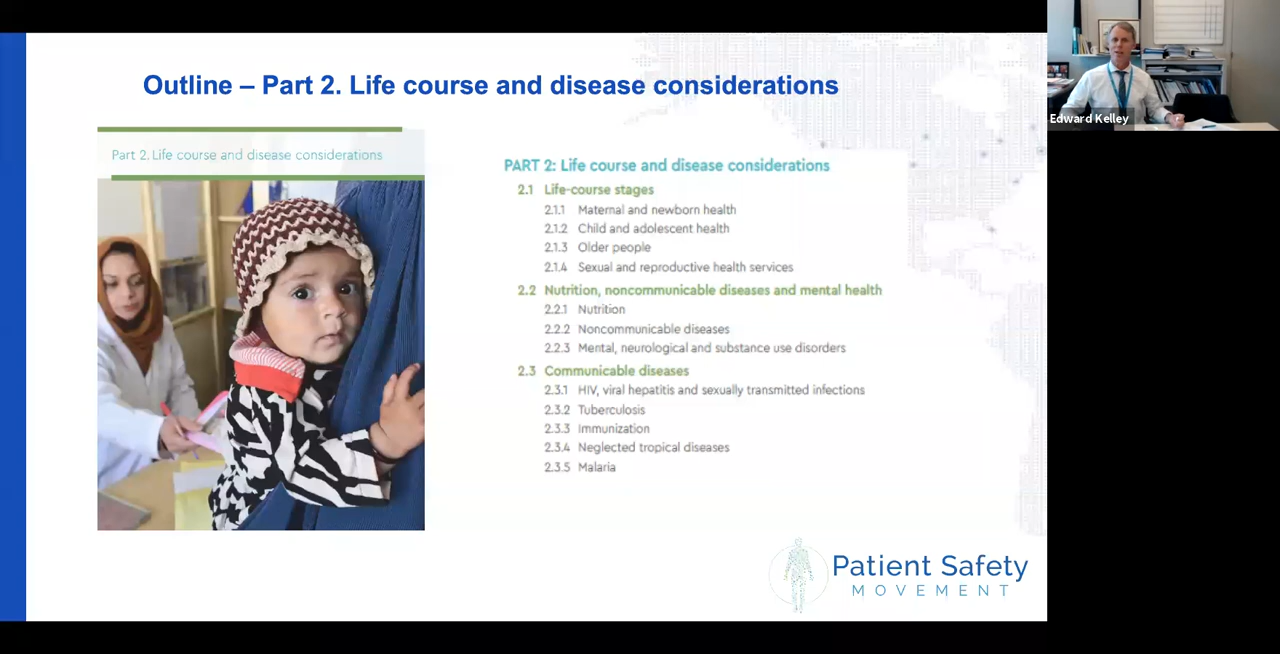 Outline – Part 2. Life course and disease considerations
Part 2. Life course and disease considerations
PART 2: Life course and disease considerations
2.1 Life-course stages
2.1.1 Maternal and newborn health
2.1.2 Child and adolescent health
2.1.3 Older people
2.1.4 Sexual and reproductive health services
2.2 Nutrition, noncommunicable diseases and mental health
2.2.1 Nutrition
2.2.2 Noncommunicable diseases
2.2.3 Mental, neurological and substance use disorders
2.3 Communicable diseases
2.3.1 HIV, viral hepatitis and sexually transmitted infections
2.3.2 Tuberculosis
2.3.3 Immunization
2.3.4 Neglected tropical diseases
2.3.5 Malaria
Patient Safety
MOVEMENT
Edward Kelley